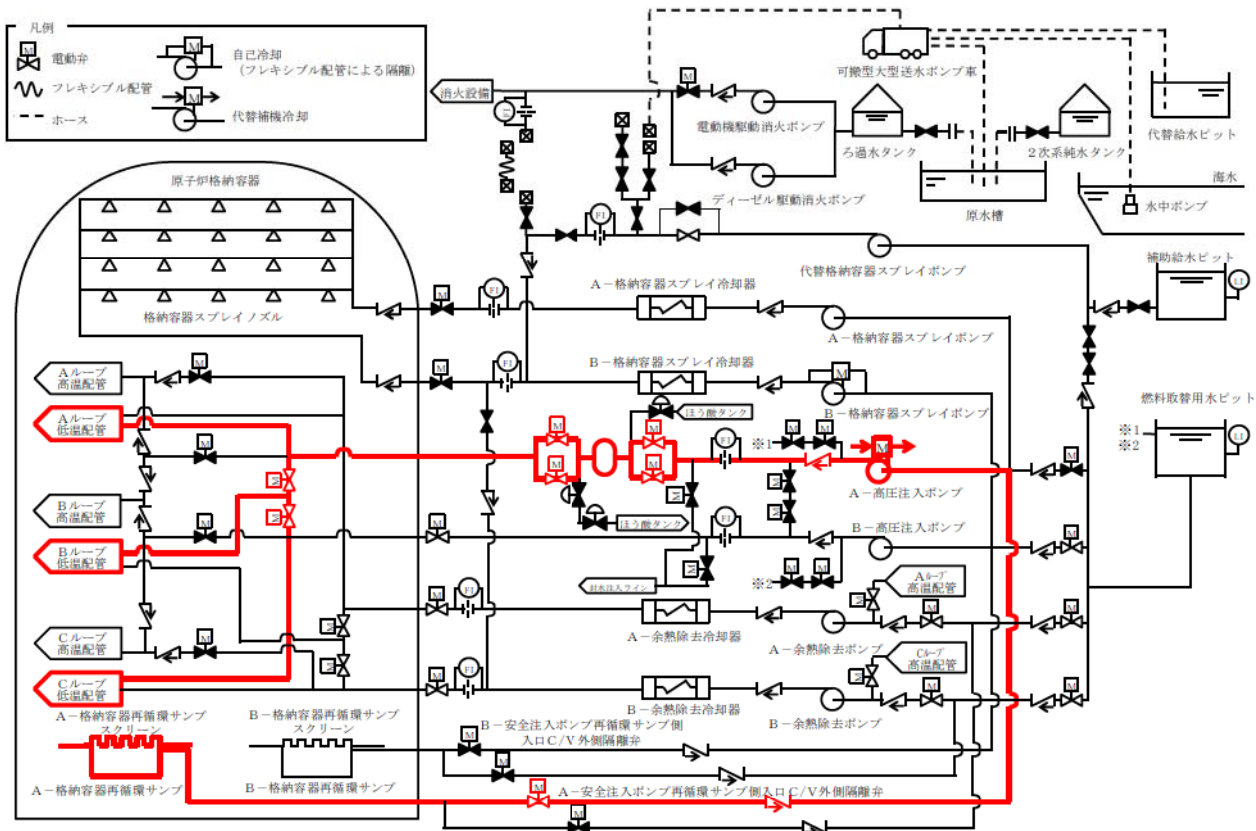 凡例
M
電動弁
フレキシブル配管
ホース
M
自己冷却
(フレキシブル配管による隔離)
M
代替補機冷却
消火設備
FI
M
電動機駆動消火ポンプ
ディーゼル駆動消火ポンプ
可搬型大型送水ポンプ車
ろ過水タンク
2次系純水タンク
原水槽
代替給水ピット
海水
水中ポンプ
FI
代替格納容器スプレイポンプ
補助給水ピット
LI
原子炉格納容器
格納容器スプレイノズル
M
FI
A-格納容器スプレイ冷却器
A-格納容器スプレイポンプ
M
FI
B-格納容器スプレイ冷却器
M
B-格納容器スプレイポンプ
燃料取替用水ピット
※1
※2
LI
Aループ
高温配管
M
Aループ
低温配管
M
M
M
Bループ
高温配管
M
Bループ
低温配管
M
Cループ
高温配管
M
Cループ
低温配管
M
M
ほう酸タンク
M
M
M
M
ほう酸タンク
FI
※1
M
M
M
A-高圧注入ポンプ
M
M
M
M
FI
M
封水注入ライン
※2
M
M
B-高圧注入ポンプ
M
M
FI
A-余熱除去冷却器
A-余熱除去ポンプ
M
Aループ
高温配管
M
M
M
FI
B-余熱除去冷却器
B-余熱除去ポンプ
M
Cループ
高温配管
M
M
A-格納容器再循環サンプ
スクリーン
B-格納容器再循環サンプ
スクリーン
A-格納容器再循環サンプ
B-格納容器再循環サンプ
B-安全注入ポンプ再循環サンプ側
入口C/V外側隔離弁
M
M
A-安全注入ポンプ再循環サンプ側入口C/V外側隔離弁
M
M